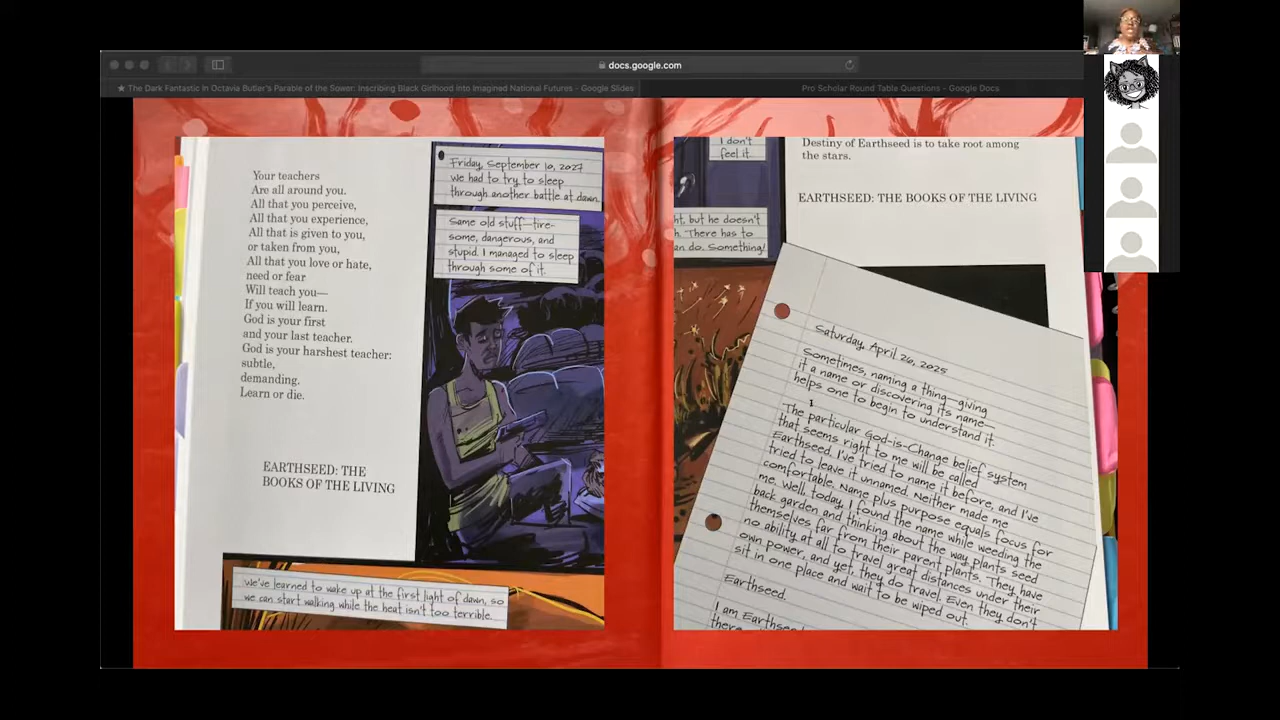 docs.google.com
★ The Dark Fantastic in Octavia Butler's Parable of the Sower: Inscribing Black Girlhood Into Imagined National Futures - Google Slides
Pro Scholar Round Table Questions - Google Docs
Your teachers
Are all around you.
All that you perceive,
All that you experience,
All that is given to you,
or taken from you,
All that you love or hate,
need or fear
Will teach you—
If you will learn.
God is your first
and your last teacher.
God is your harshest teacher:
subtle,
demanding.
Learn or die.
EARTHSEED: THE
BOOKS OF THE LIVING
Friday, September 10, 2027
We had to try to sleep
through another battle at dawn.
Same old stuff—tire-
some, dangerous, and
stupid. I managed to sleep
through some of it.
We've learned to wake up at the first light of dawn, so
we can start walking while the heat isn't too terrible.
I don't
feel it.
ht, but he doesn't
h. "There has to
an do. Something!
Destiny of Earthseed is to take root among
the stars.
EARTHSEED: THE BOOKS OF THE LIVING
Saturday, April 26, 2025
Sometimes, naming a thing—giving
it a name or discovering its name—
helps one to begin to understand it.
The particular God-is-Change belief system
that seems right to me will be called
Earthseed. I've tried to name it before, and I've
tried to leave it unnamed. Neither made me
comfortable. Name plus purpose equals focus for
me. Well, today, I found the name while weeding the
back garden and thinking about the way plants seed
themselves far from their parent plants. They have
no ability at all to travel great distances under their
own power, and yet, they do travel. Even they don't
sit in one place and wait to be wiped out.
Earthseed.
I am Earthsee
there